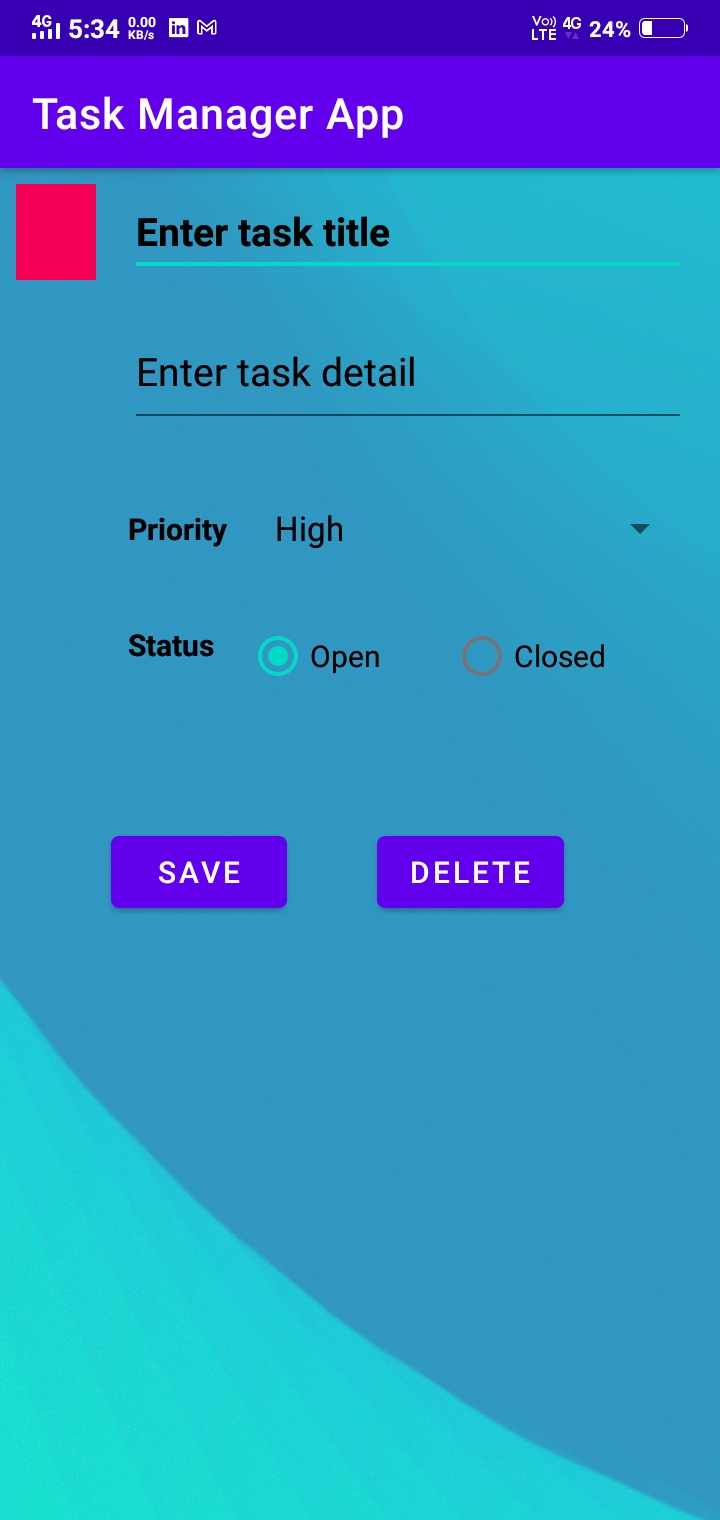 4G 5:34 0.00 KB/s in M Vo)) LTE 4G 24%
Task Manager App
Enter task title
Enter task detail
Priority High
Status Open Closed
SAVE DELETE